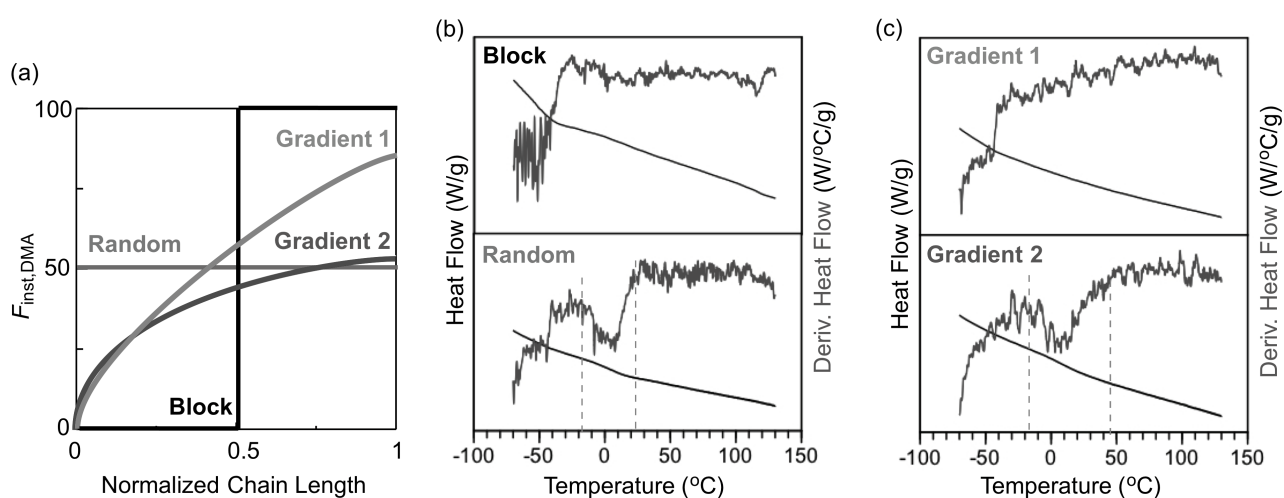 (a)
100
50
0
F inst,DMA
Gradient 1
Random
Gradient 2
Block
0
0.5
1
Normalized Chain Length
(b)
Block
Random
Heat Flow (W/g)
Deriv. Heat Flow (W/°C/g)
-100
-50
0
50
100
150
Temperature (°C)
(c)
Gradient 1
Gradient 2
Heat Flow (W/g)
Deriv. Heat Flow (W/°C/g)
-100
-50
0
50
100
150
Temperature (°C)